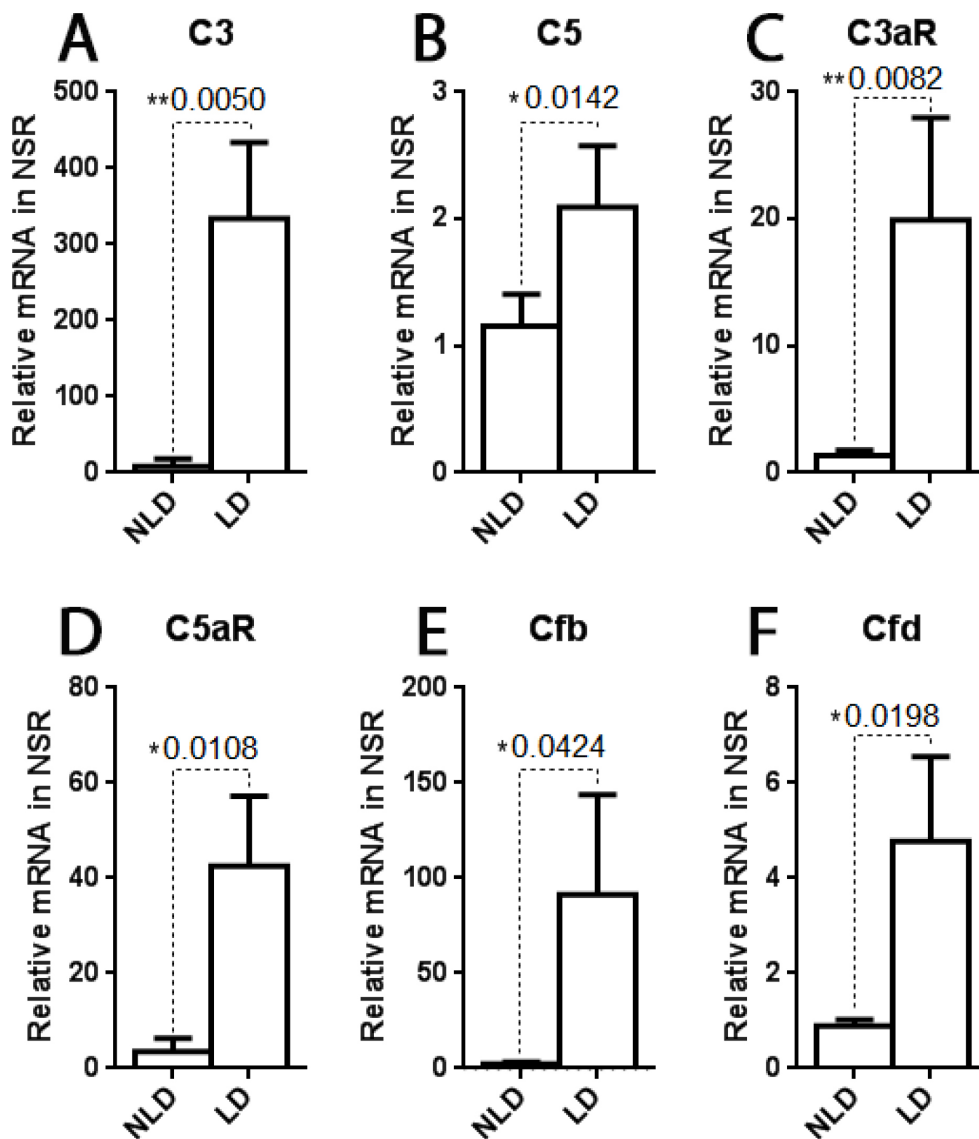 A C3
Relative mRNA in NSR
500
400
300
200
100
0
**0.0050
NLD LD
B C5
Relative mRNA in NSR
3
2
1
0
*0.0142
NLD LD
C C3aR
Relative mRNA in NSR
30
20
10
0
**0.0082
NLD LD
D C5aR
Relative mRNA in NSR
80
60
40
20
0
*0.0108
NLD LD
E Cfb
Relative mRNA in NSR
200
150
100
50
0
*0.0424
NLD LD
F Cfd
Relative mRNA in NSR
8
6
4
2
0
*0.0198
NLD LD